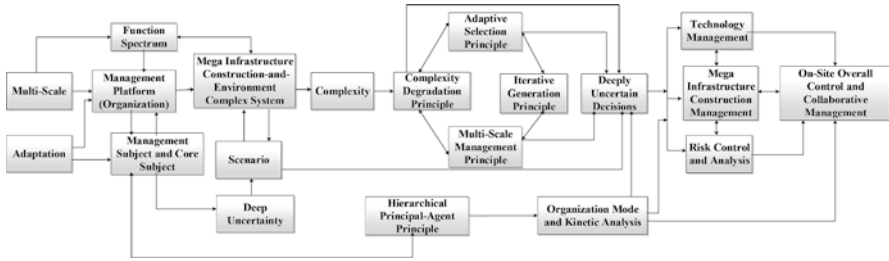 Function
Spectrum
Multi-Scale
Adaptation
Management
Platform
(Organization)
Management
Subject and Core
Subject
Mega Infrastructure
Construction-and-
Environment
Complex System
Scenario
Deep
Uncertainty
Complexity
Complexity
Degradation
Principle
Adaptive
Selection
Principle
Iterative
Generation
Principle
Multi-Scale
Management
Principle
Hierarchical
Principal-Agent
Principle
Deeply
Uncertain
Decisions
Organization Mode
and Kinetic Analysis
Technology
Management
Mega
Infrastructure
Construction
Management
Risk Control
and Analysis
On-Site Overall
Control and
Collaborative
Management